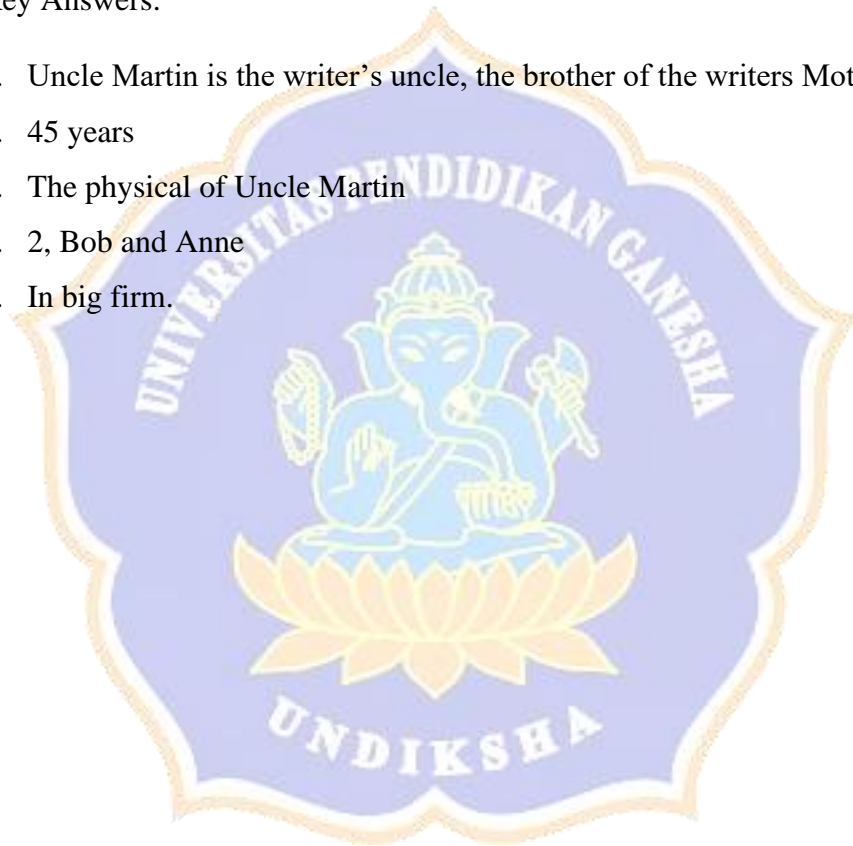 ey Answers:
. Uncle Martin is the writer’s uncle, the brother of the writers Mot
. 45 years
. The physical of Uncle Martin
. 2, Bob and Anne
. In big firm.
UNIVERSITAS PENDIDIKAN GANESHA
UNDIKSHA